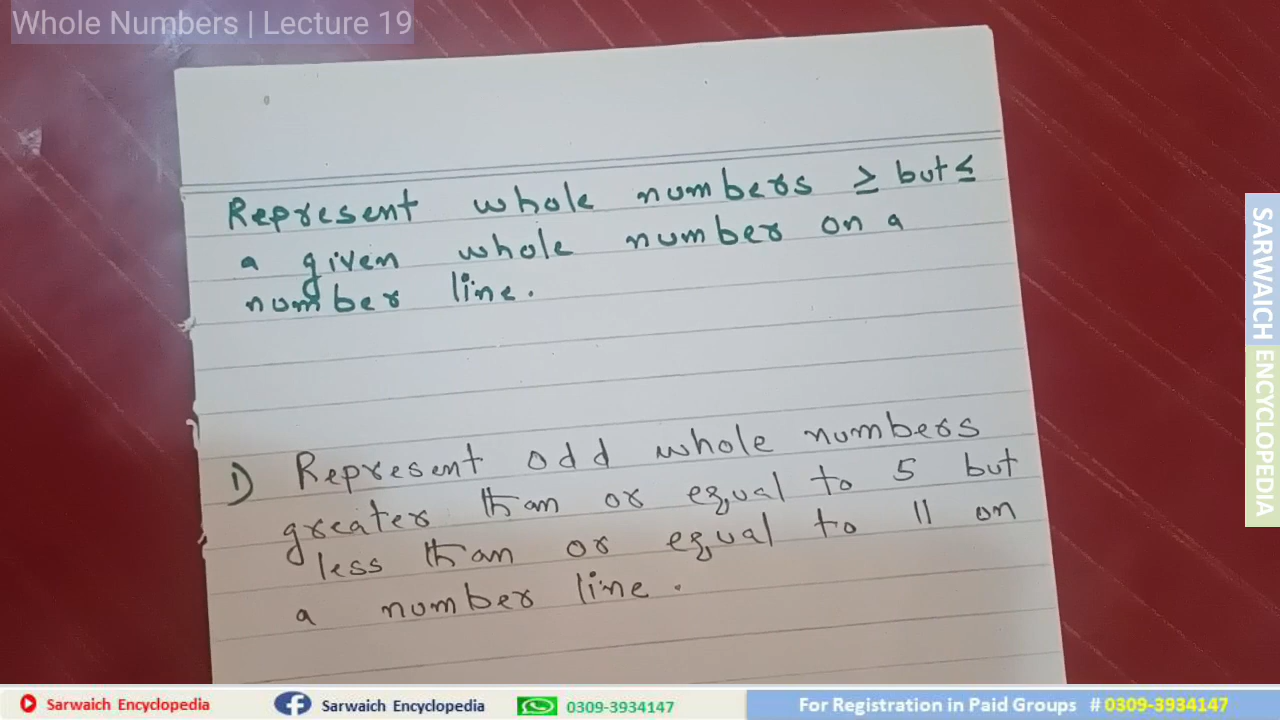 Whole Numbers | Lecture 19
Represent whole numbers ≥ but ≤
a given whole number on a
number line.
1) Represent odd whole numbers
greater than or equal to 5 but
less than or equal to 11 on
a number line.
SARWAICH ENCYCLOPEDIA
Sarwaich Encyclopedia
Sarwaich Encyclopedia
0309-3934147
For Registration in Paid Groups # 0309-3934147